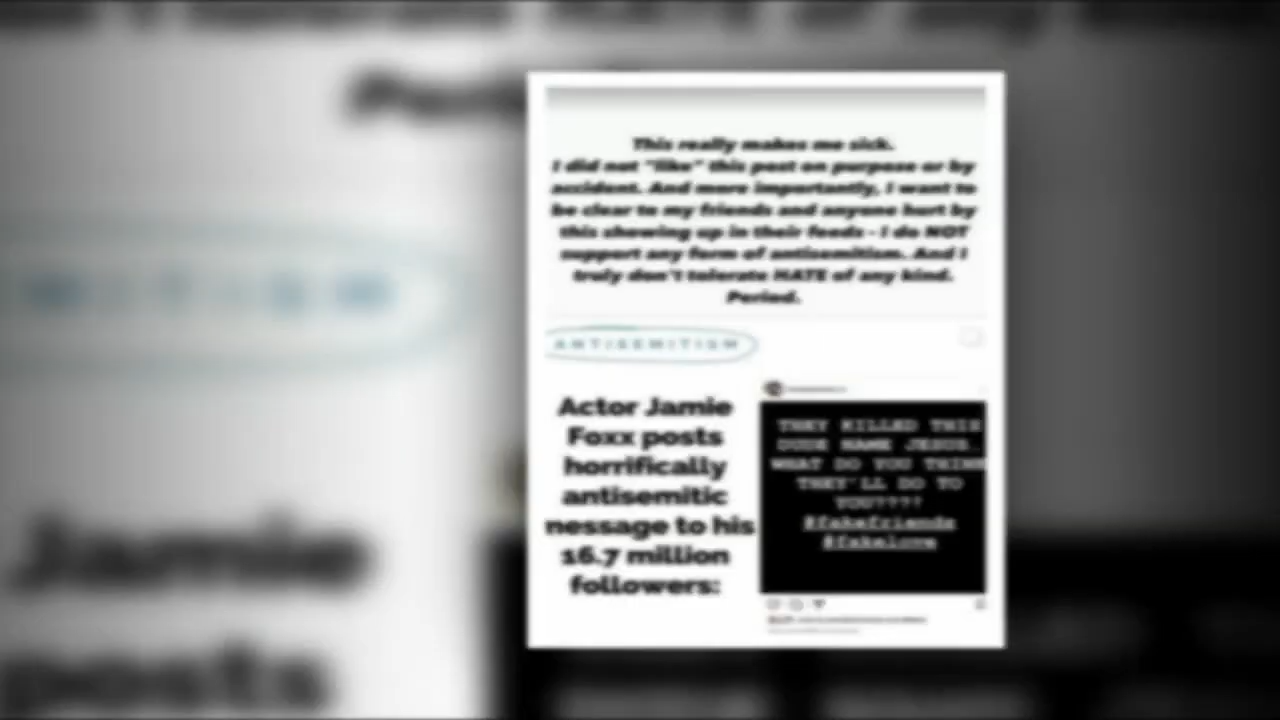 This really makes me sick.
I did not "like" this post on purpose or by
accident. And more importantly, I want to
be clear to my friends and anyone hurt by
this showing up in their feeds - I do NOT
support any form of antisemitism. And I
truly don't tolerate HATE of any kind.
Period.
ANTISEMITISM
Actor Jamie
Foxx posts
horrifically
antisemitic
message to his
16.7 million
followers:
THEY KILLED THIS
DUDE NAME JESUS.
WHAT DO YOU THINK
THEY'LL DO TO
YOU????
#fakefriends
#fakelove
MITISM
Jamie
posts